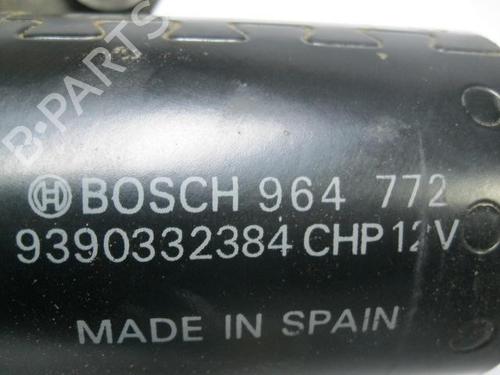 B-PARTS
BOSCH 964 772
9390332384 CHP 12V
MADE IN SPAIN